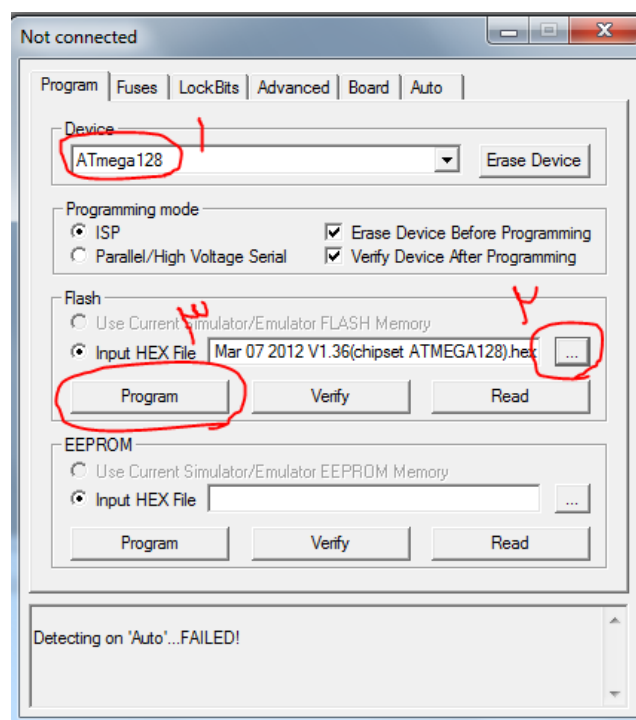 Not connected
Program Fuses LockBits Advanced Board Auto
Device
۱
ATmega128 Erase Device
Programming mode
ISP Erase Device Before Programming
Parallel/High Voltage Serial Verify Device After Programming
Flash
۳ ۲
Use Current Simulator/Emulator FLASH Memory
Input HEX File Mar 07 2012 V1.36(chipset ATMEGA128).hex ...
Program Verify Read
EEPROM
Use Current Simulator/Emulator EEPROM Memory
Input HEX File ...
Program Verify Read
Detecting on 'Auto'...FAILED!